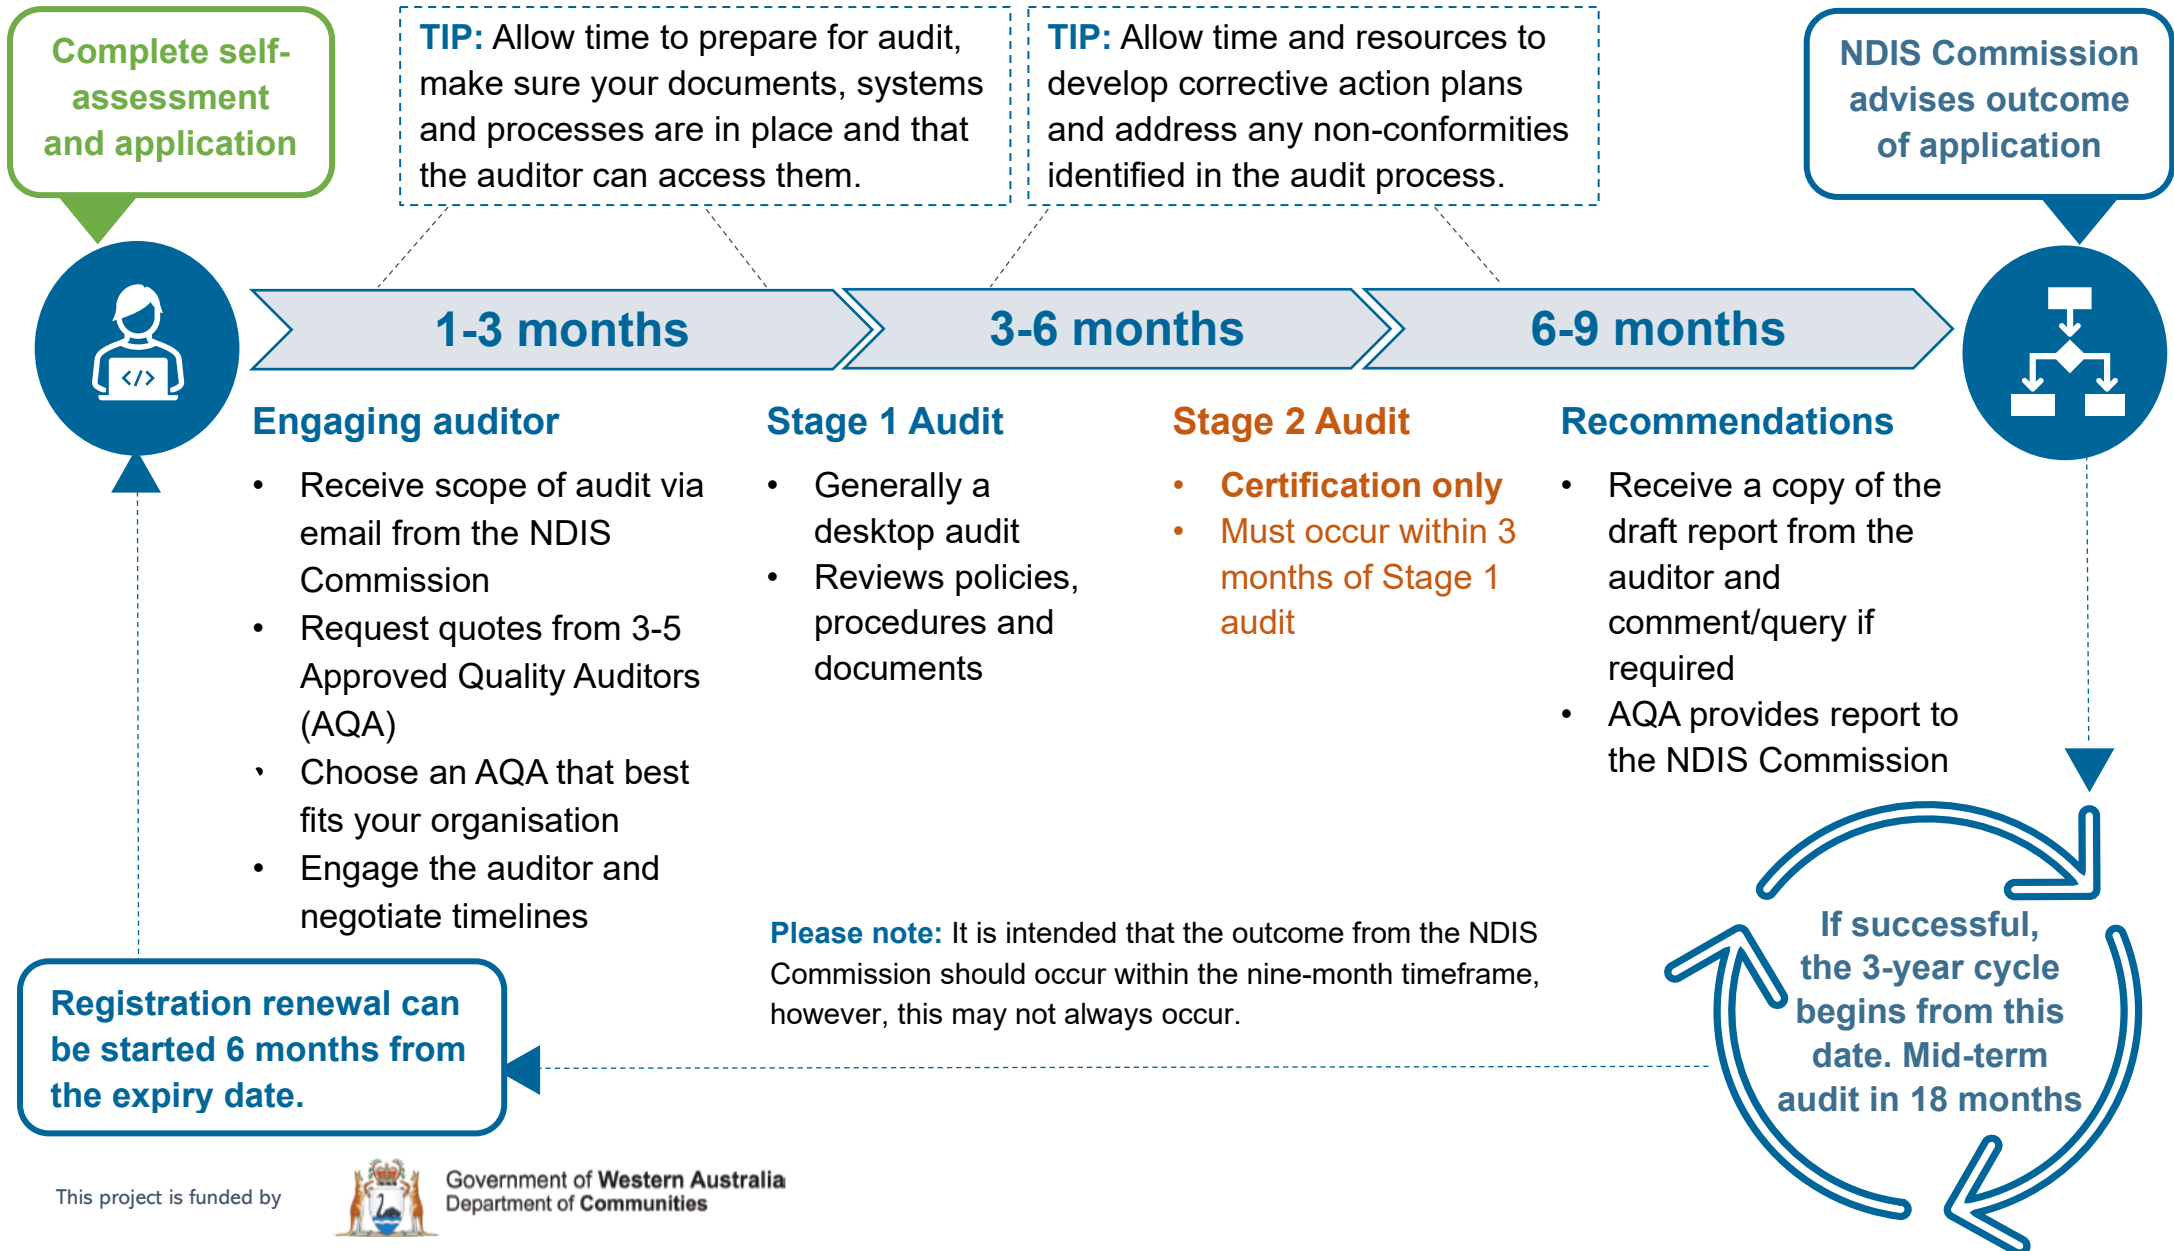 Complete self-
assessment
and application
TIP: Allow time to prepare for audit,
make sure your documents, systems
and processes are in place and that
the auditor can access them.
TIP: Allow time and resources to
develop corrective action plans
and address any non-conformities
identified in the audit process.
NDIS Commission
advises outcome
of application
</>
1-3 months
3-6 months
6-9 months
Engaging auditor
• Receive scope of audit via
email from the NDIS
Commission
• Request quotes from 3-5
Approved Quality Auditors
(AQA)
• Choose an AQA that best
fits your organisation
• Engage the auditor and
negotiate timelines
Stage 1 Audit
• Generally a
desktop audit
• Reviews policies,
procedures and
documents
Stage 2 Audit
• Certification only
• Must occur within 3
months of Stage 1
audit
Recommendations
• Receive a copy of the
draft report from the
auditor and
comment/query if
required
• AQA provides report to
the NDIS Commission
Please note: It is intended that the outcome from the NDIS
Commission should occur within the nine-month timeframe,
however, this may not always occur.
If successful,
the 3-year cycle
begins from this
date. Mid-term
audit in 18 months
Registration renewal can
be started 6 months from
the expiry date.
This project is funded by
Government of Western Australia
Department of Communities